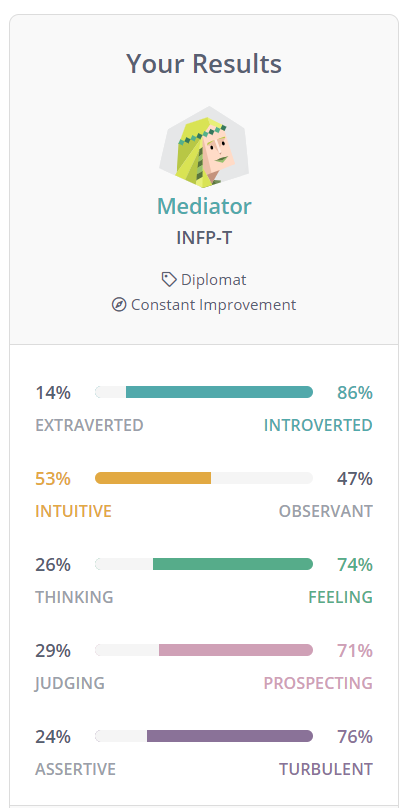 Your Results
Mediator
INFP-T
Diplomat
Constant Improvement
14% 86%
EXTRAVERTED INTROVERTED
53% 47%
INTUITIVE OBSERVANT
26% 74%
THINKING FEELING
29% 71%
JUDGING PROSPECTING
24% 76%
ASSERTIVE TURBULENT